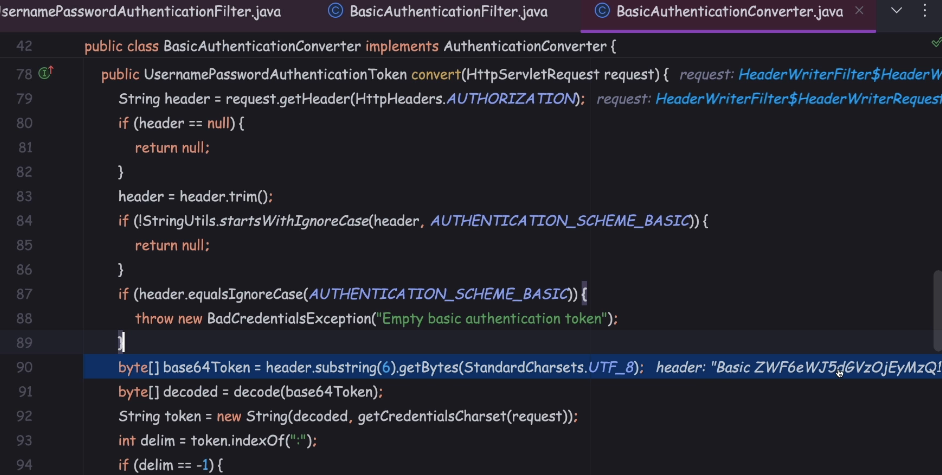 UsernamePasswordAuthenticationFilter.java BasicAuthenticationFilter.java BasicAuthenticationConverter.java
42 public class BasicAuthenticationConverter implements AuthenticationConverter {
78 public UsernamePasswordAuthenticationToken convert(HttpServletRequest request) { request: HeaderWriterFilter$HeaderW
79 String header = request.getHeader(HttpHeaders.AUTHORIZATION); request: HeaderWriterFilter$HeaderWriterReques
80 if (header == null) {
81 return null;
82 }
83 header = header.trim();
84 if (!StringUtils.startsWithIgnoreCase(header, AUTHENTICATION_SCHEME_BASIC)) {
85 return null;
86 }
87 if (header.equalsIgnoreCase(AUTHENTICATION_SCHEME_BASIC)) {
88 throw new BadCredentialsException("Empty basic authentication token");
89 }
90 byte[] base64Token = header.substring(6).getBytes(StandardCharsets.UTF_8); header: "Basic ZWF6eWJ5dGVzOjEyMzQ1
91 byte[] decoded = decode(base64Token);
92 String token = new String(decoded, getCredentialsCharset(request));
93 int delim = token.indexOf(":");
94 if (delim == -1) {